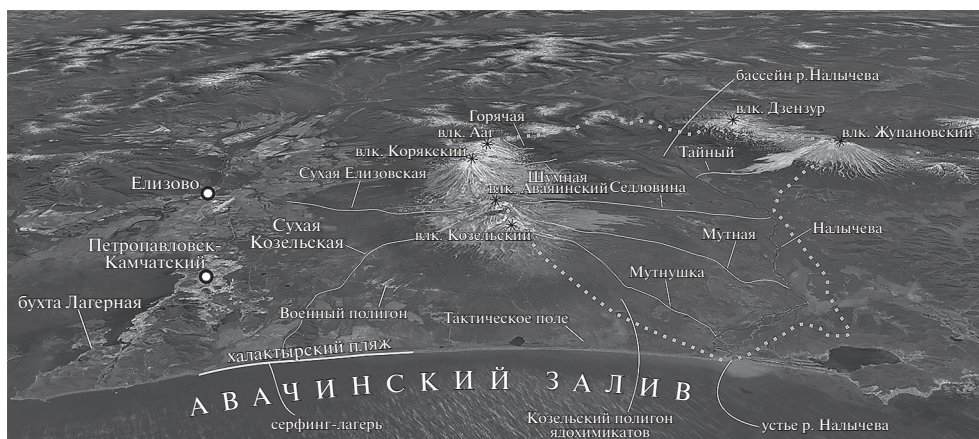 бассейн р.Налычева
влк. Дзензур
Горячая
влк. Ааг
влк. Жупановский
влк. Корякский
Тайный
Шумная
Сухая Елизовская
влк. Аваяинский
Седловина
Елизово
Сухая
Козельская
влк. Козельский
Мутная
Налычева
Петропавловск-
Камчатский
Мутнушка
бухта Лагерная
Военный полигон
Тактическое поле
халактырский пляж
АВАЧИНСКИЙ ЗАЛИВ
серфинг-лагерь
Козельский полигон
ядохимикатов
устье р. Налычева